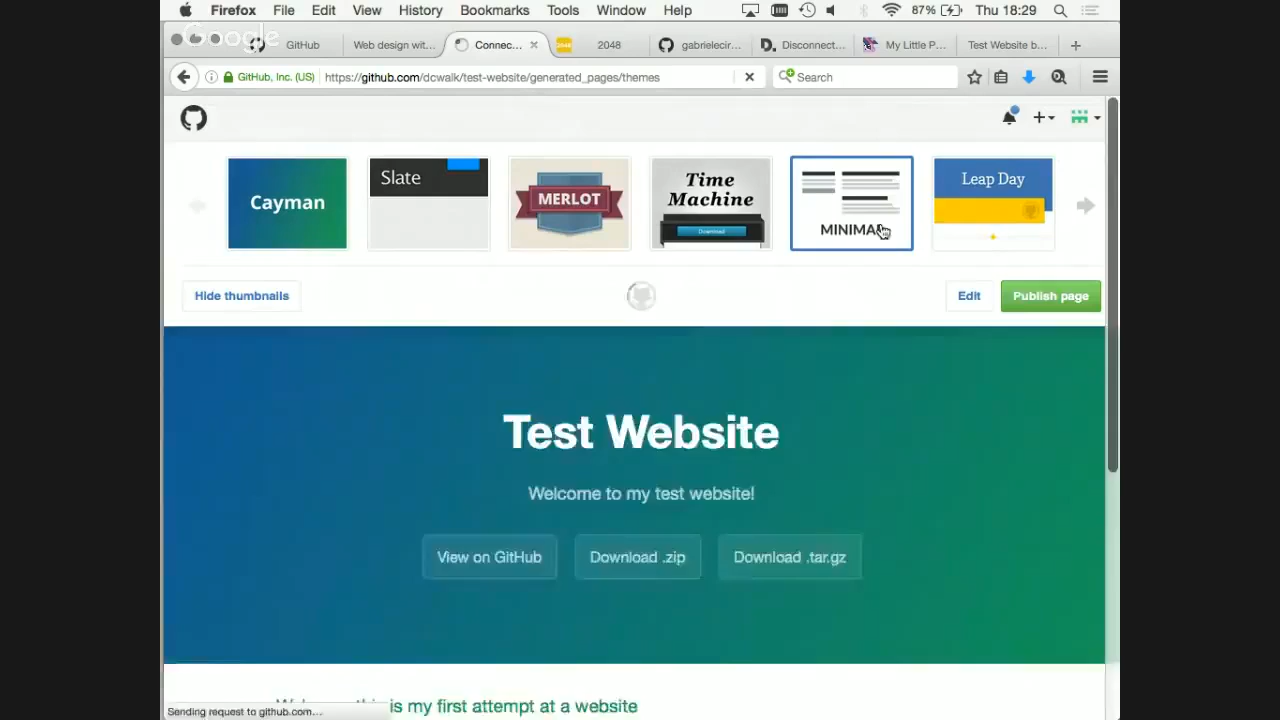 Firefox File Edit View History Bookmarks Tools Window Help 87% Thu 18:29
Google
GitHub Web design wit... Connec... 2048 2048 gabrielecir... Disconnect... My Little P... Test Website b...
GitHub, Inc. (US) https://github.com/dcwalk/test-website/generated_pages/themes Search
Cayman
Slate
MERLOT
Time
Machine
Download
MINIMAL
Leap Day
Hide thumbnails Edit Publish page
Test Website
Welcome to my test website!
View on GitHub Download .zip Download .tar.gz
this is my first attempt at a website
Sending request to github.com...